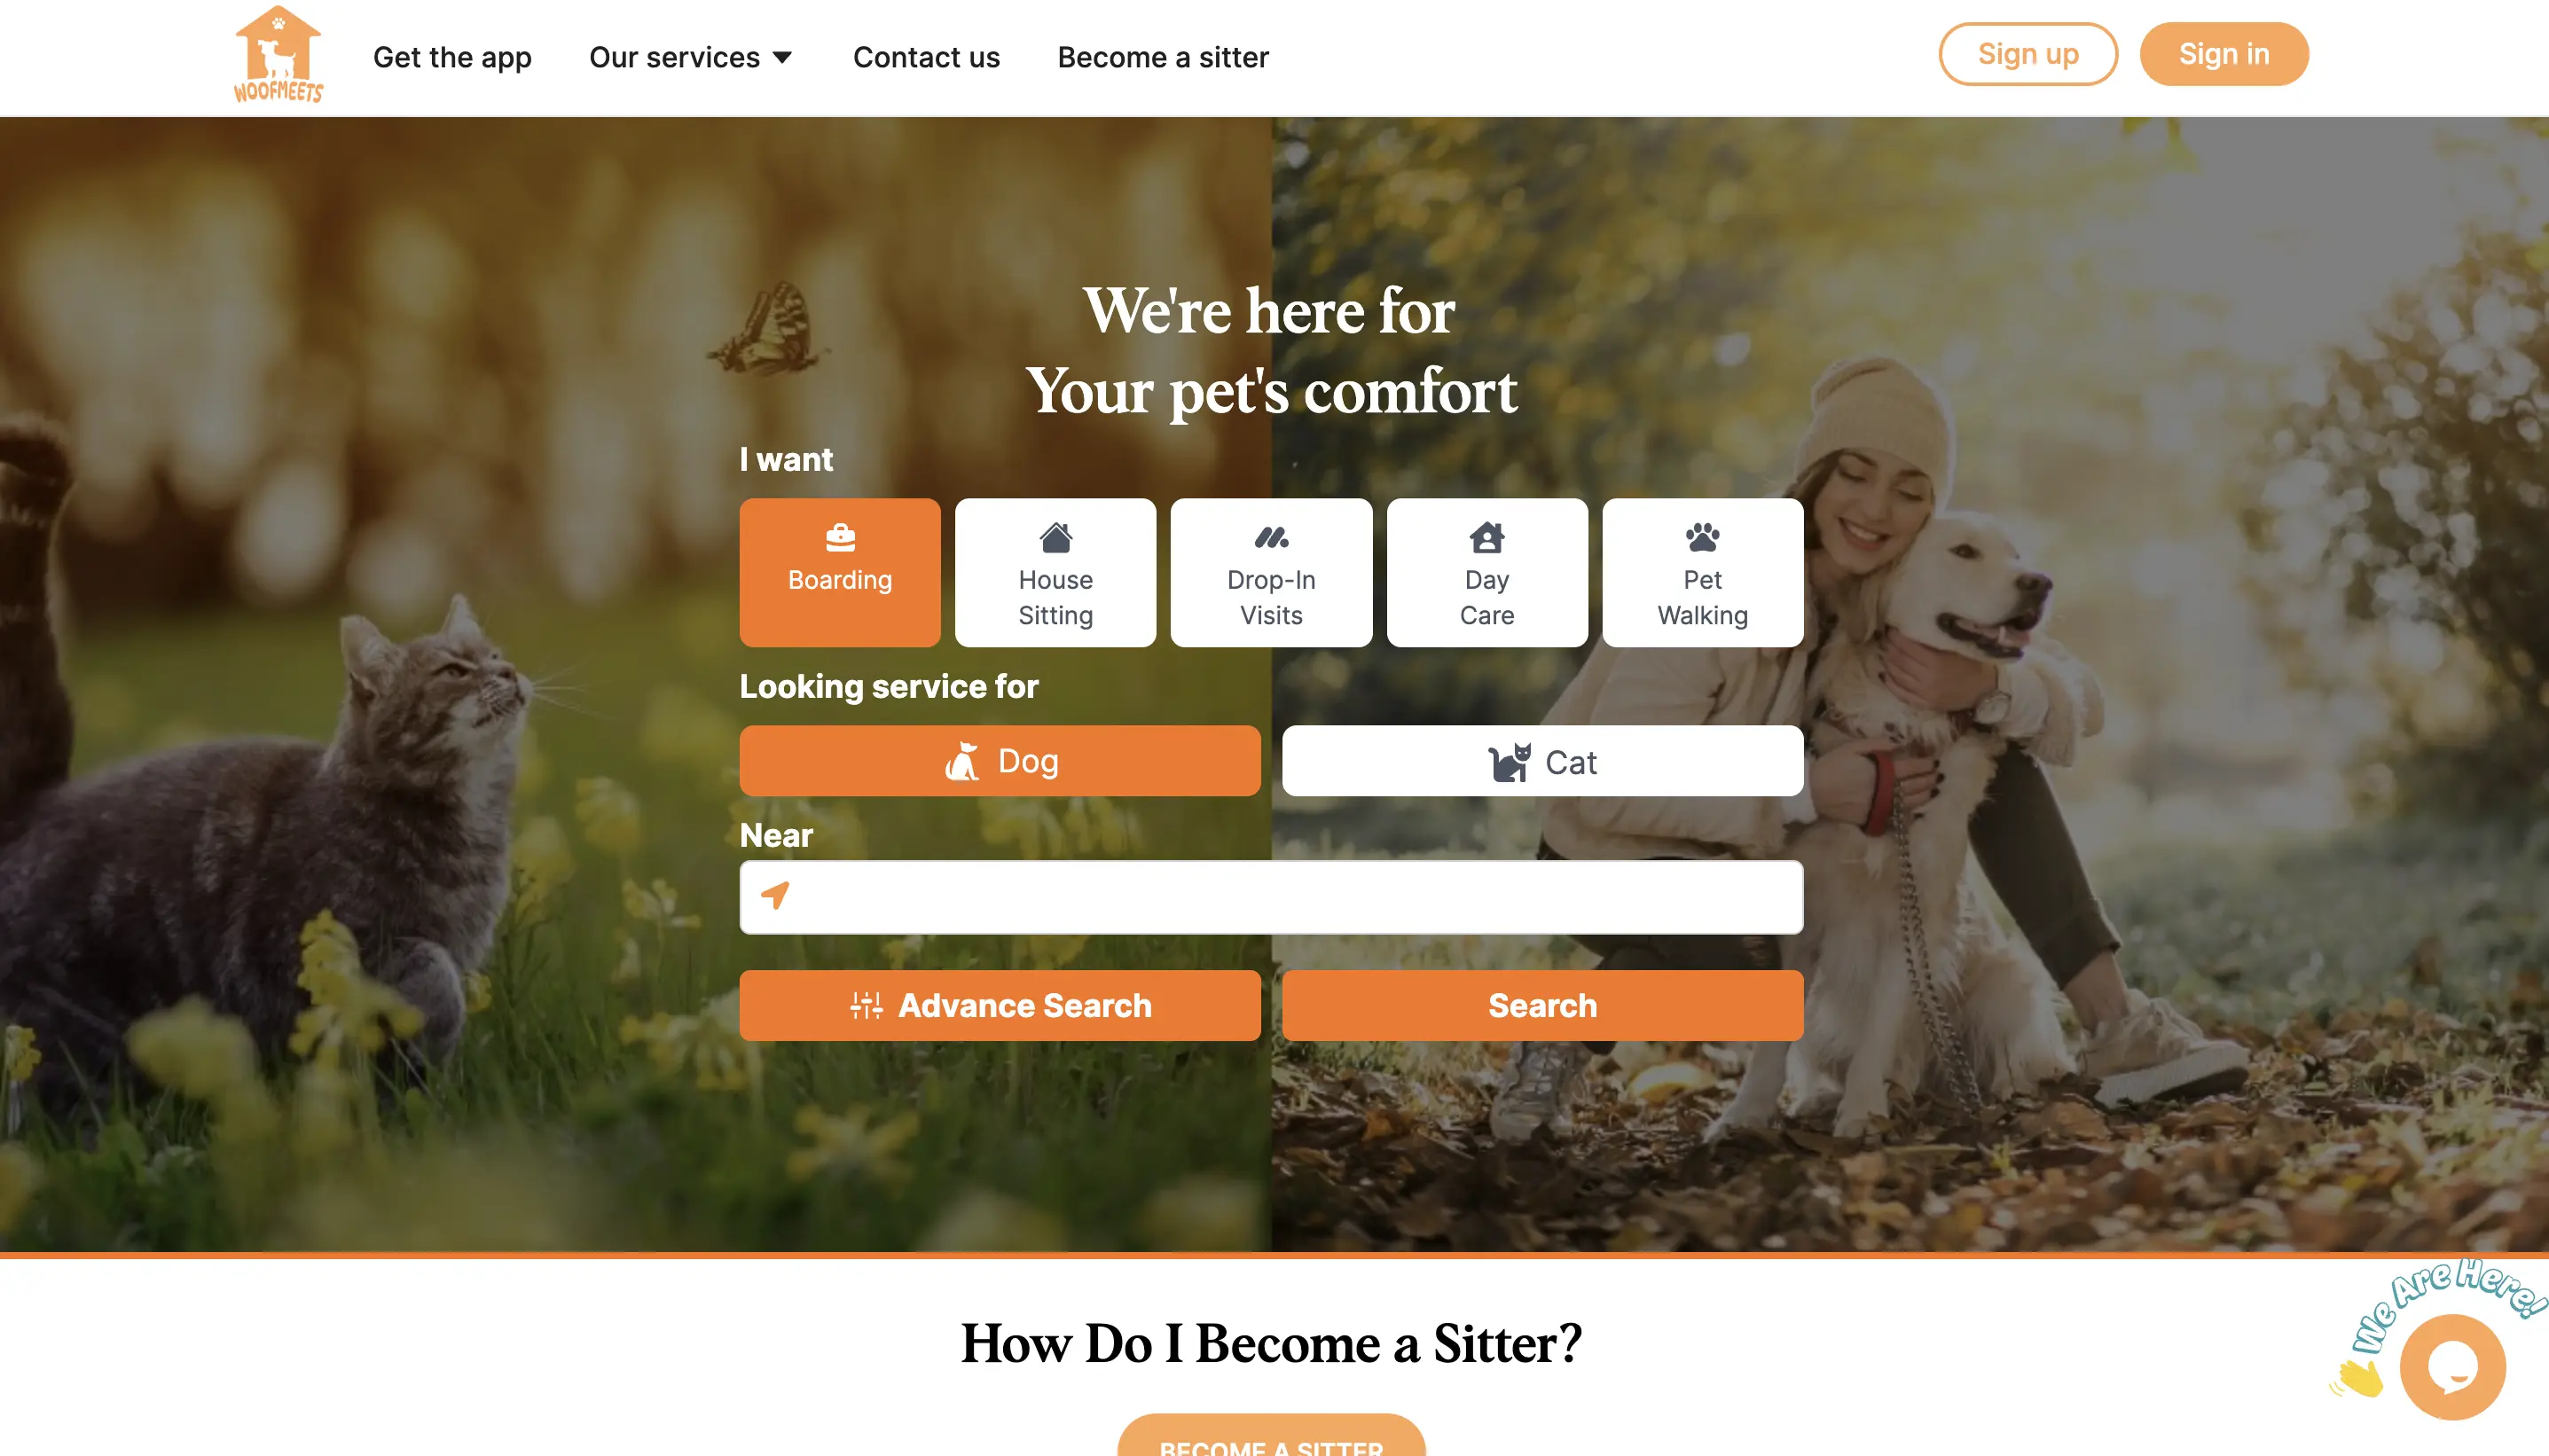 WOOFMEETS
Get the app
Our services
Contact us
Become a sitter
Sign up
Sign in
We're here for
Your pet's comfort
I want
Boarding
House
Sitting
Drop-In
Visits
Day
Care
Pet
Walking
Looking service for
Dog
Cat
Near
Advance Search
Search
We Are Here!
How Do I Become a Sitter?
BECOME A SITTER